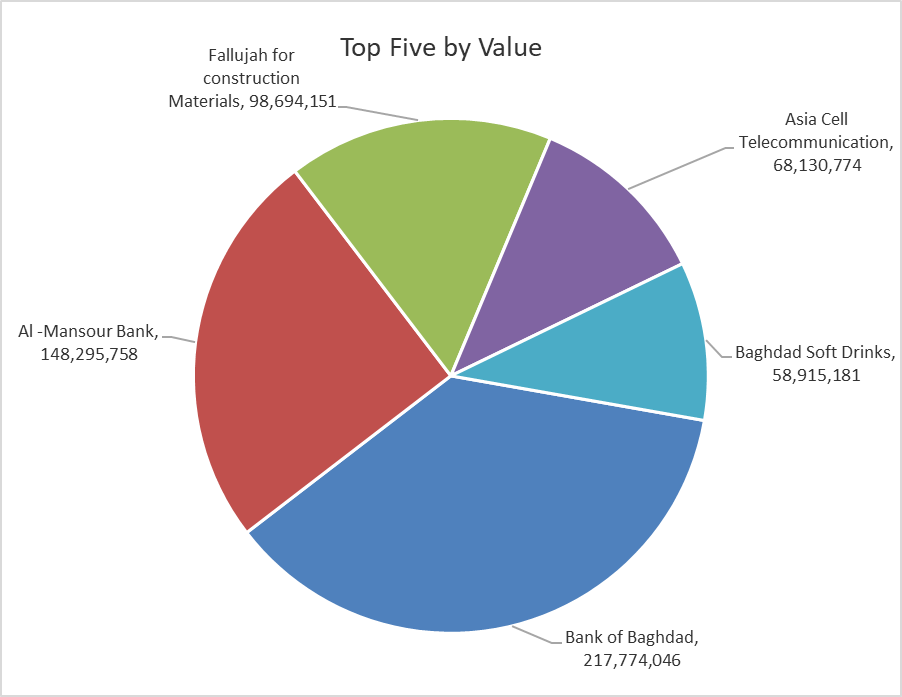 Top Five by Value
Fallujah for
construction
Materials, 98,694,151
Asia Cell
Telecommunication,
68,130,774
Al -Mansour Bank,
148,295,758
Baghdad Soft Drinks,
58,915,181
Bank of Baghdad,
217,774,046